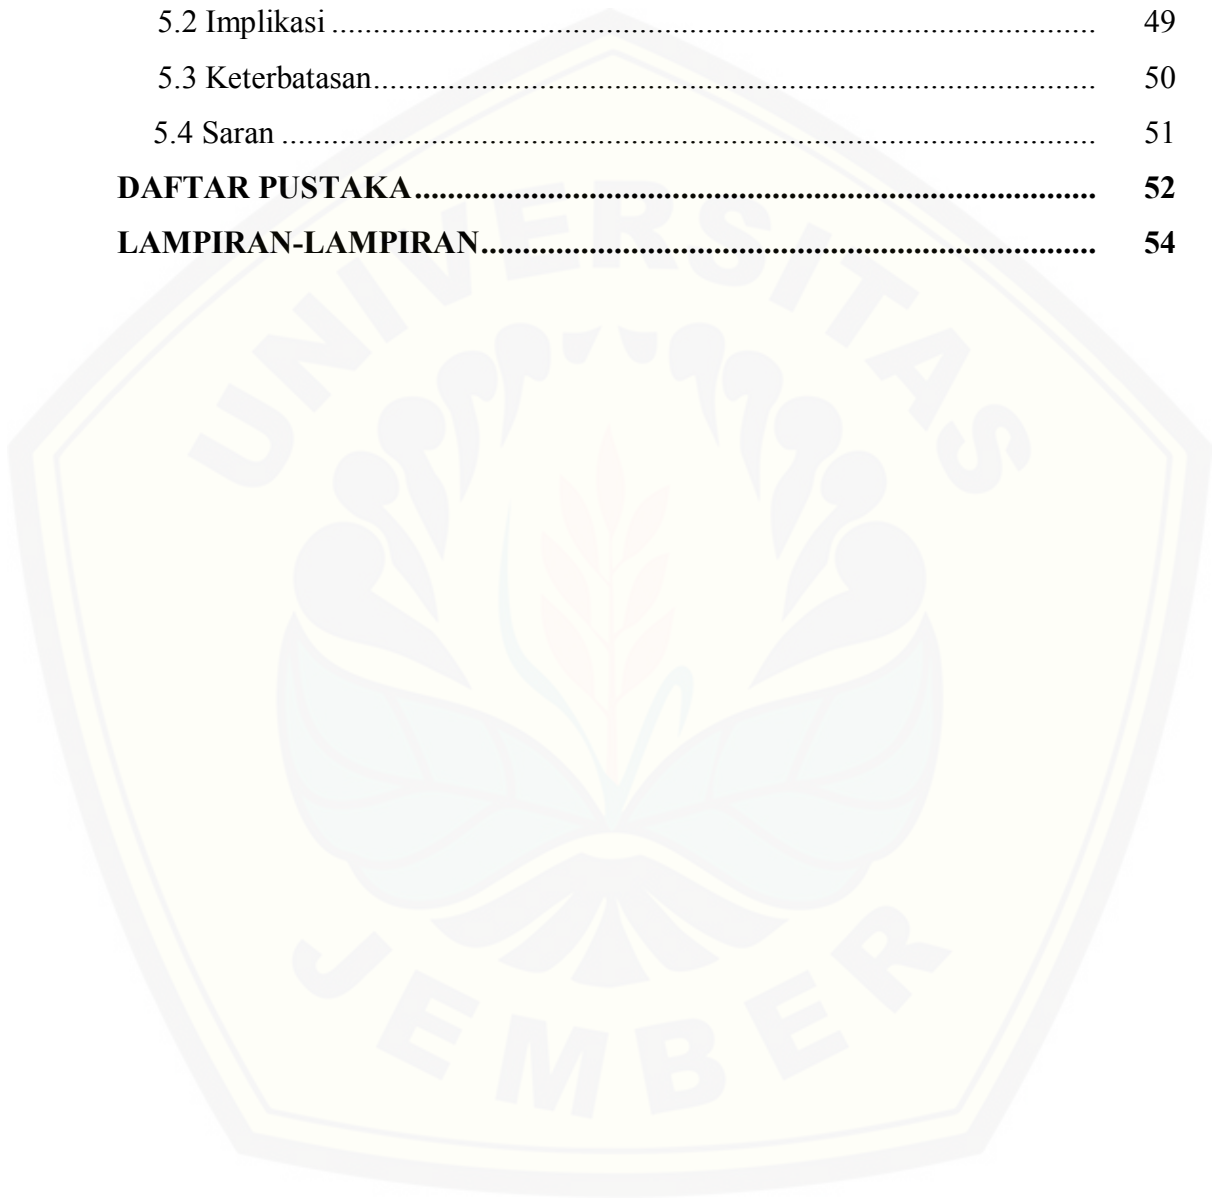 5.2 Implikasi ........................................................................................... 49
5.3 Keterbatasan...................................................................................... 50
5.4 Saran ................................................................................................. 51
DAFTAR PUSTAKA.................................................................................. 52
LAMPIRAN-LAMPIRAN.......................................................................... 54
UNIVERSITAS
JEMBER